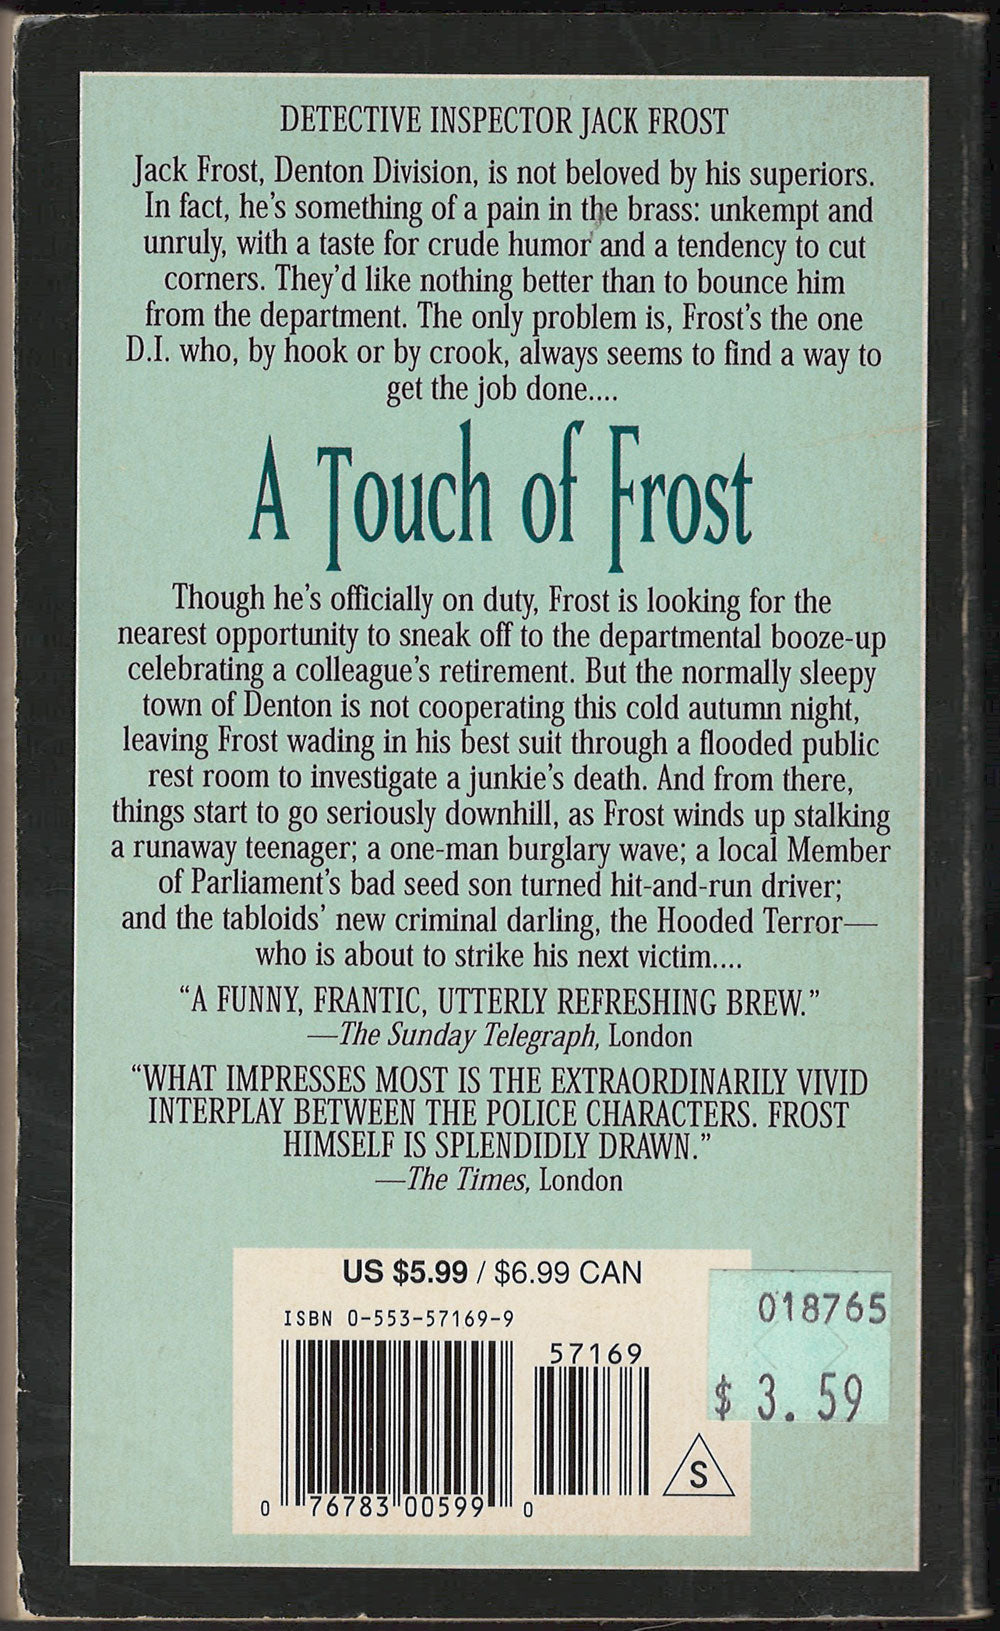 DETECTIVE INSPECTOR JACK FROST
Jack Frost, Denton Division, is not beloved by his superiors.
In fact, he's something of a pain in the brass: unkempt and
unruly, with a taste for crude humor and a tendency to cut
corners. They'd like nothing better than to bounce him
from the department. The only problem is, Frost's the one
D.I. who, by hook or by crook, always seems to find a way to
get the job done....
A Touch of Frost
Though he's officially on duty, Frost is looking for the
nearest opportunity to sneak off to the departmental booze-up
celebrating a colleague's retirement. But the normally sleepy
town of Denton is not cooperating this cold autumn night,
leaving Frost wading in his best suit through a flooded public
rest room to investigate a junkie's death. And from there,
things start to go seriously downhill, as Frost winds up stalking
a runaway teenager; a one-man burglary wave; a local Member
of Parliament's bad seed son turned hit-and-run driver;
and the tabloids' new criminal darling, the Hooded Terror—
who is about to strike his next victim....
“A FUNNY, FRANTIC, UTTERLY REFRESHING BREW.”
—The Sunday Telegraph, London
“WHAT IMPRESSES MOST IS THE EXTRAORDINARILY VIVID
INTERPLAY BETWEEN THE POLICE CHARACTERS. FROST
HIMSELF IS SPLENDIDLY DRAWN.”
—The Times, London
US $5.99 / $6.99 CAN
ISBN 0-553-57169-9
57169
018765
$ 3.59
S
0 76783 00599 0